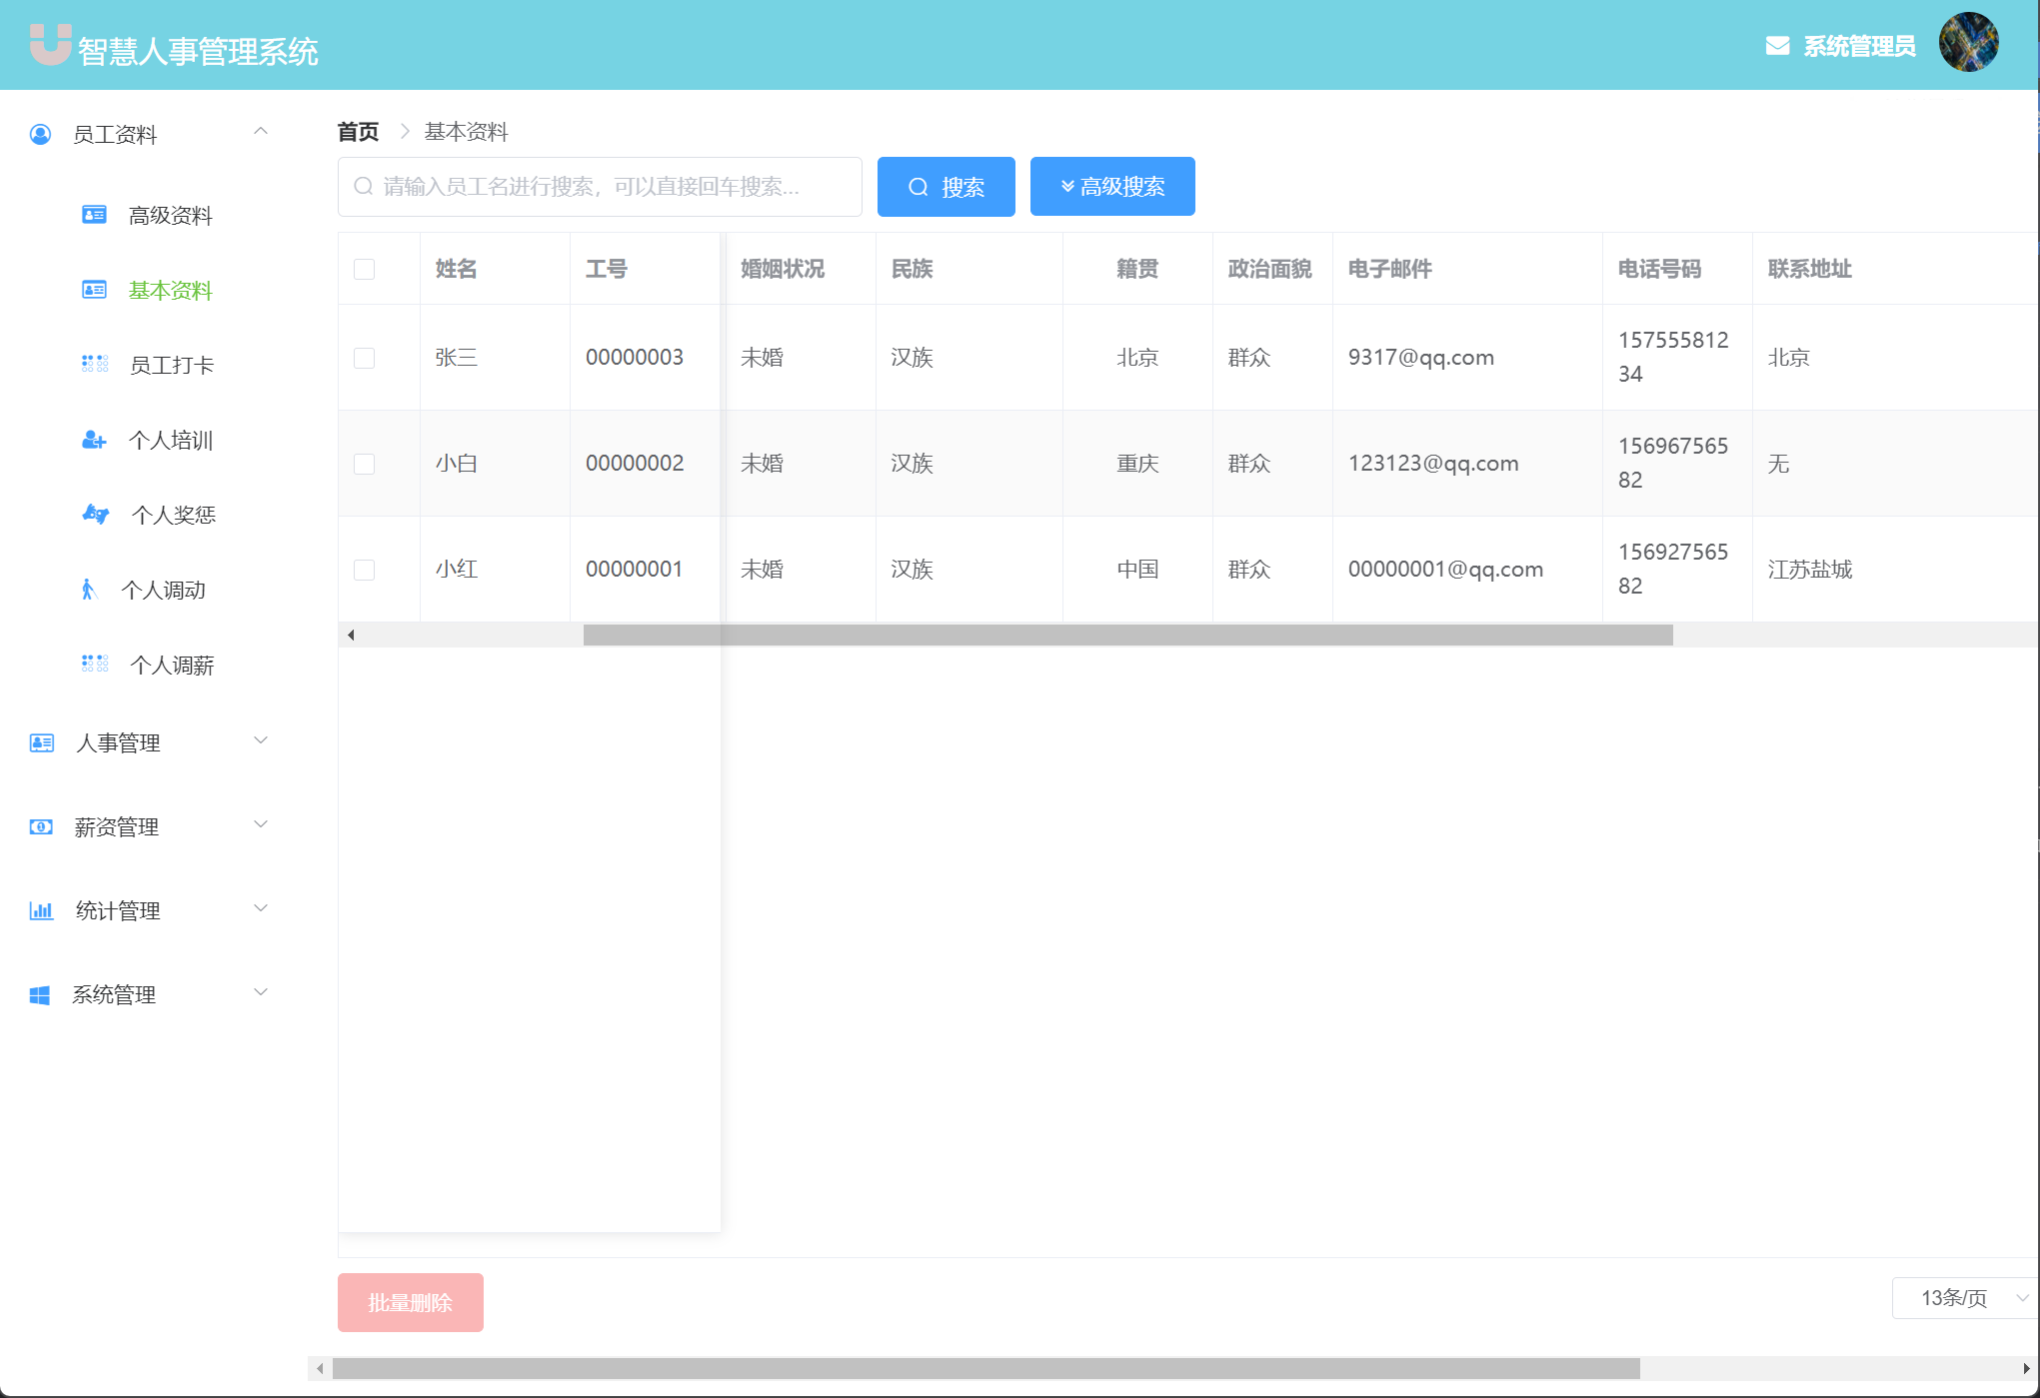 智慧人事管理系统
系统管理员
员工资料
高级资料
基本资料
员工打卡
个人培训
个人奖惩
个人调动
个人调薪
人事管理
薪资管理
统计管理
系统管理
首页 基本资料
请输入员工名进行搜索，可以直接回车搜索... 搜索 高级搜索
姓名 工号 婚姻状况 民族 籍贯 政治面貌 电子邮件 电话号码 联系地址
张三 00000003 未婚 汉族 北京 群众 9317@qq.com 157555812 北京
34
小白 00000002 未婚 汉族 重庆 群众 123123@qq.com 156967565 无
82
小红 00000001 未婚 汉族 中国 群众 00000001@qq.com 156927565 江苏盐城
82
批量删除 13条/页